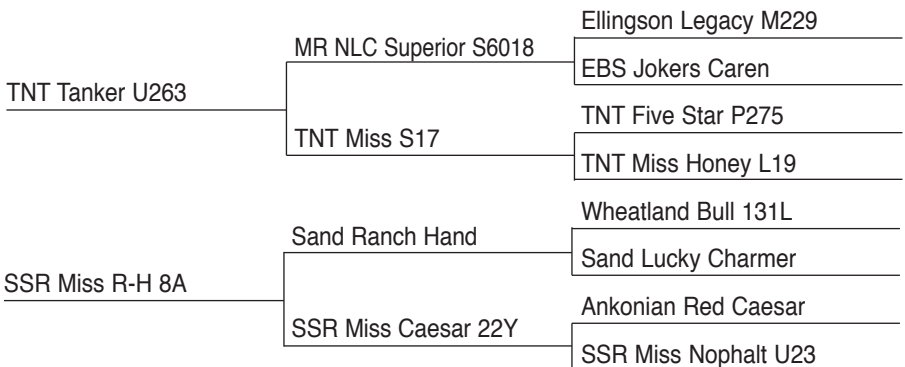 Ellingson Legacy M229
MR NLC Superior S6018
EBS Jokers Caren
TNT Tanker U263
TNT Five Star P275
TNT Miss S17
TNT Miss Honey L19
Wheatland Bull 131L
Sand Ranch Hand
Sand Lucky Charmer
SSR Miss R-H 8A
Ankonian Red Caesar
SSR Miss Caesar 22Y
SSR Miss Nophalt U23